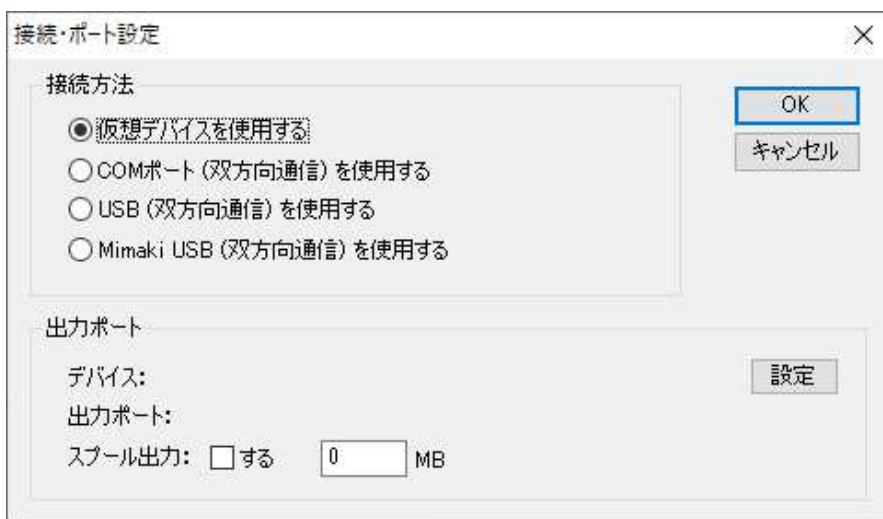 接続・ポート設定
接続方法
OK
仮想デバイスを使用する
キャンセル
COMポート (双方向通信) を使用する
USB (双方向通信) を使用する
Mimaki USB (双方向通信) を使用する
出力ポート
デバイス:
設定
出力ポート:
スプール出力: する 0 MB